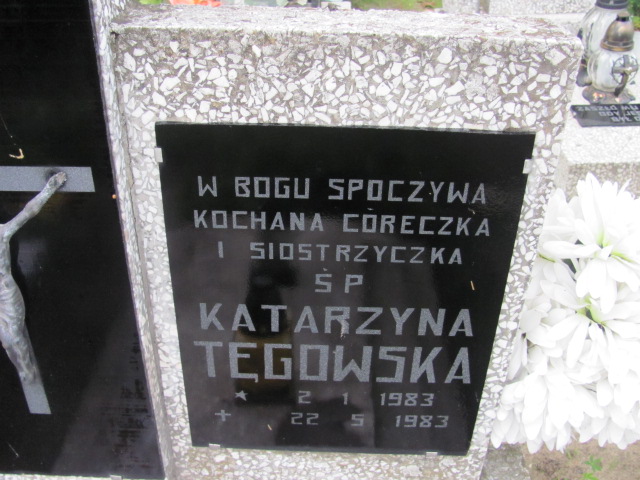 W BOGU SPOCZYWA
KOCHANA CÓRECZKA
I SIOSTRZYCZKA
ŚP
KATARZYNA
TĘGOWSKA
* 2 1 1983
+ 22 5 1983